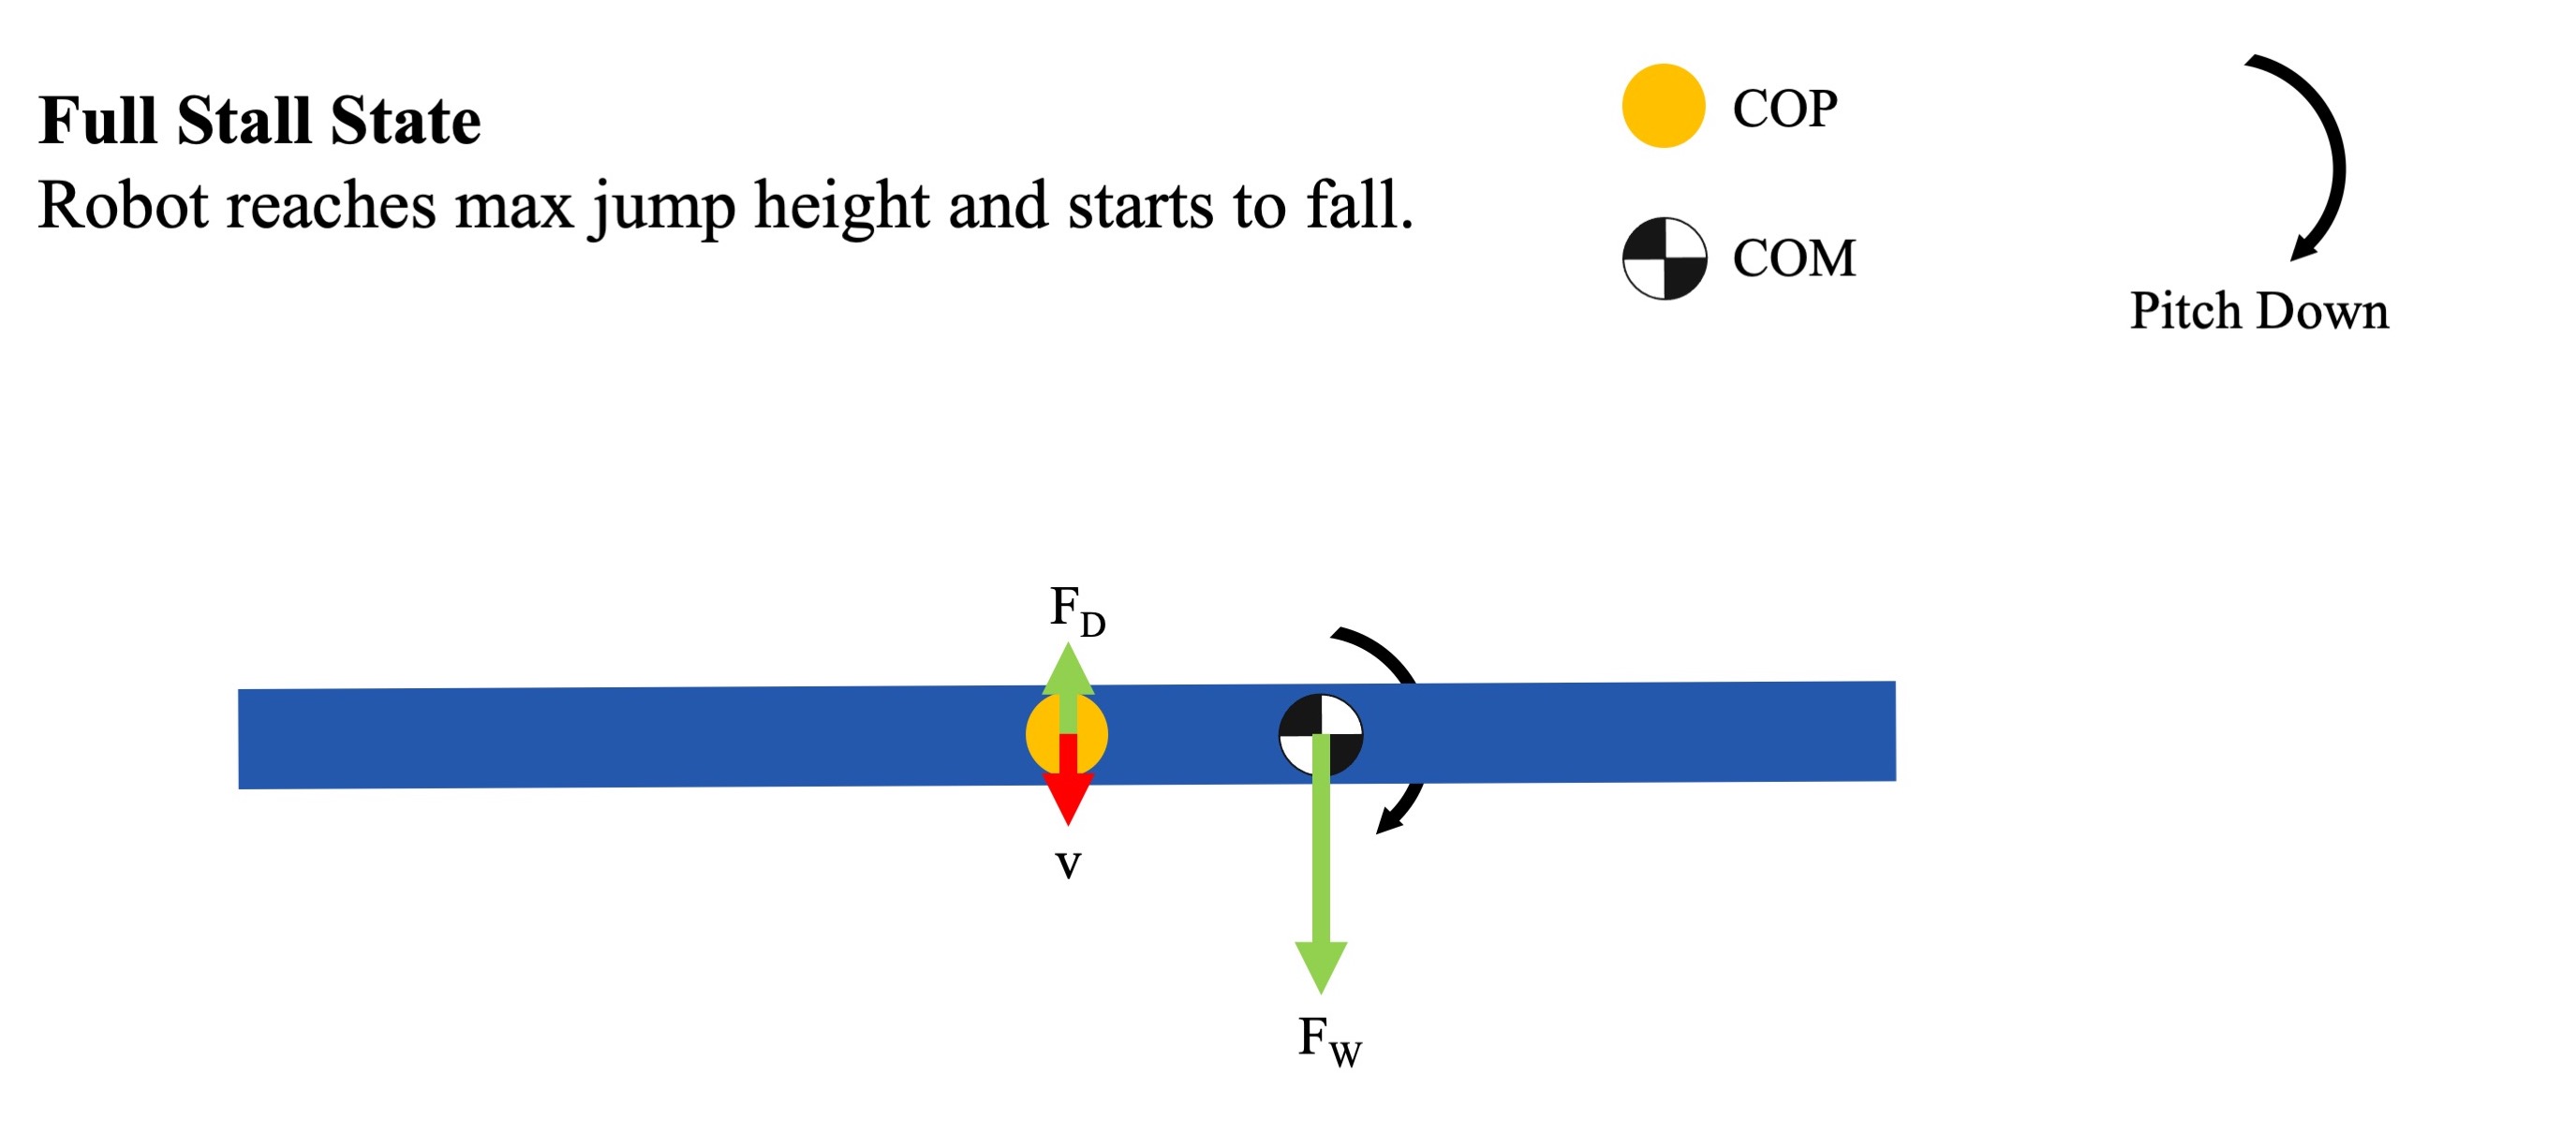 Full Stall State
Robot reaches max jump height and starts to fall.
COP
COM
Pitch Down
F_D
v
F_W